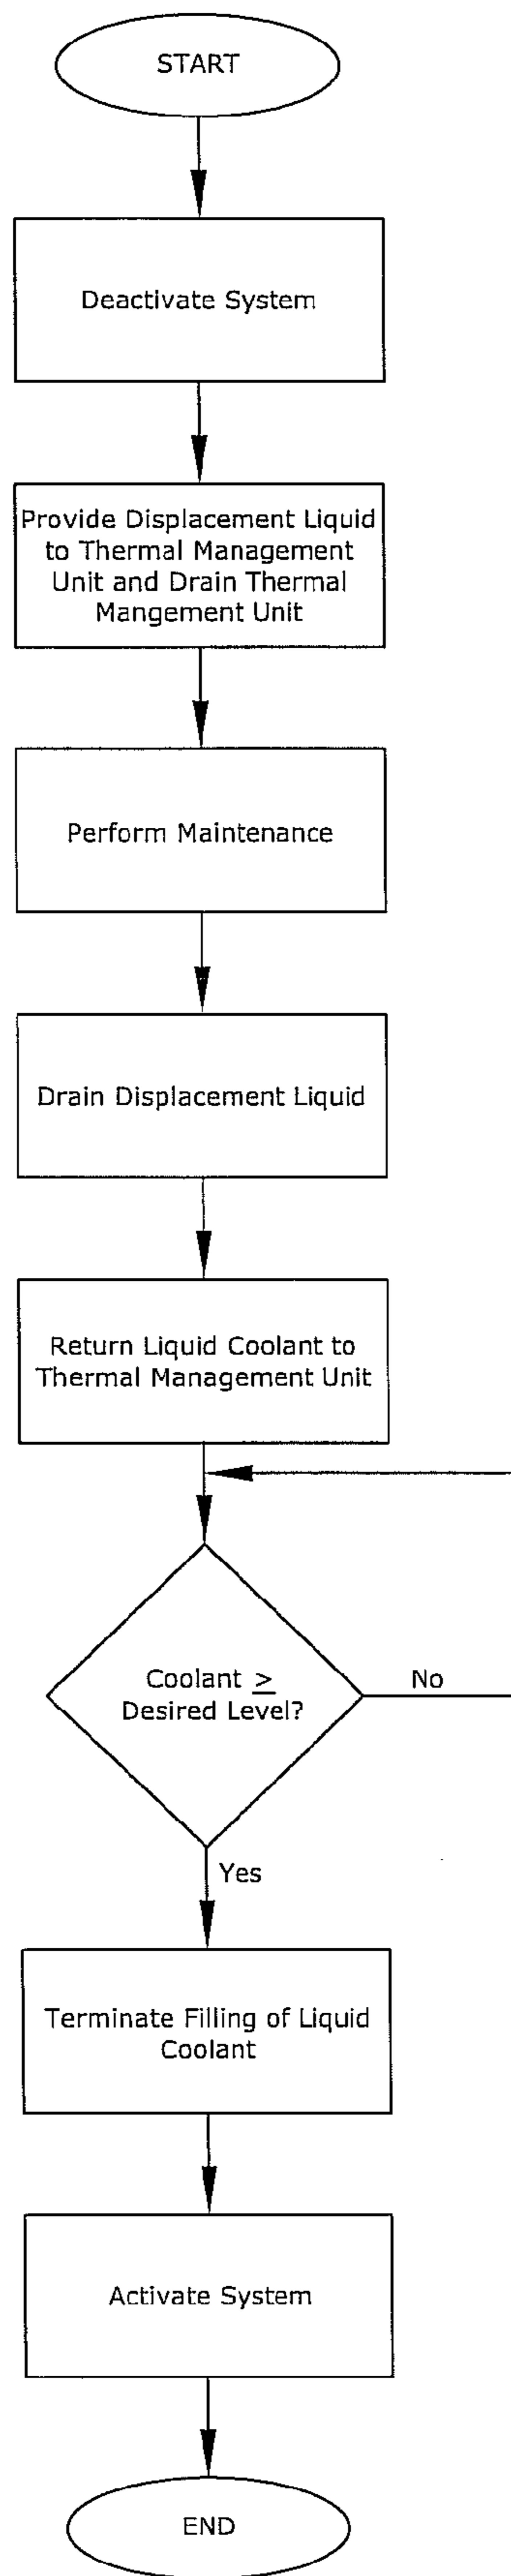 START
Deactivate System
Provide Displacement Liquid
to Thermal Management
Unit and Drain Thermal
Mangement Unit
Perform Maintenance
Drain Displacement Liquid
Return Liquid Coolant to
Thermal Management Unit
Coolant ≥
Desired Level?
No
Yes
Terminate Filling of Liquid
Coolant
Activate System
END